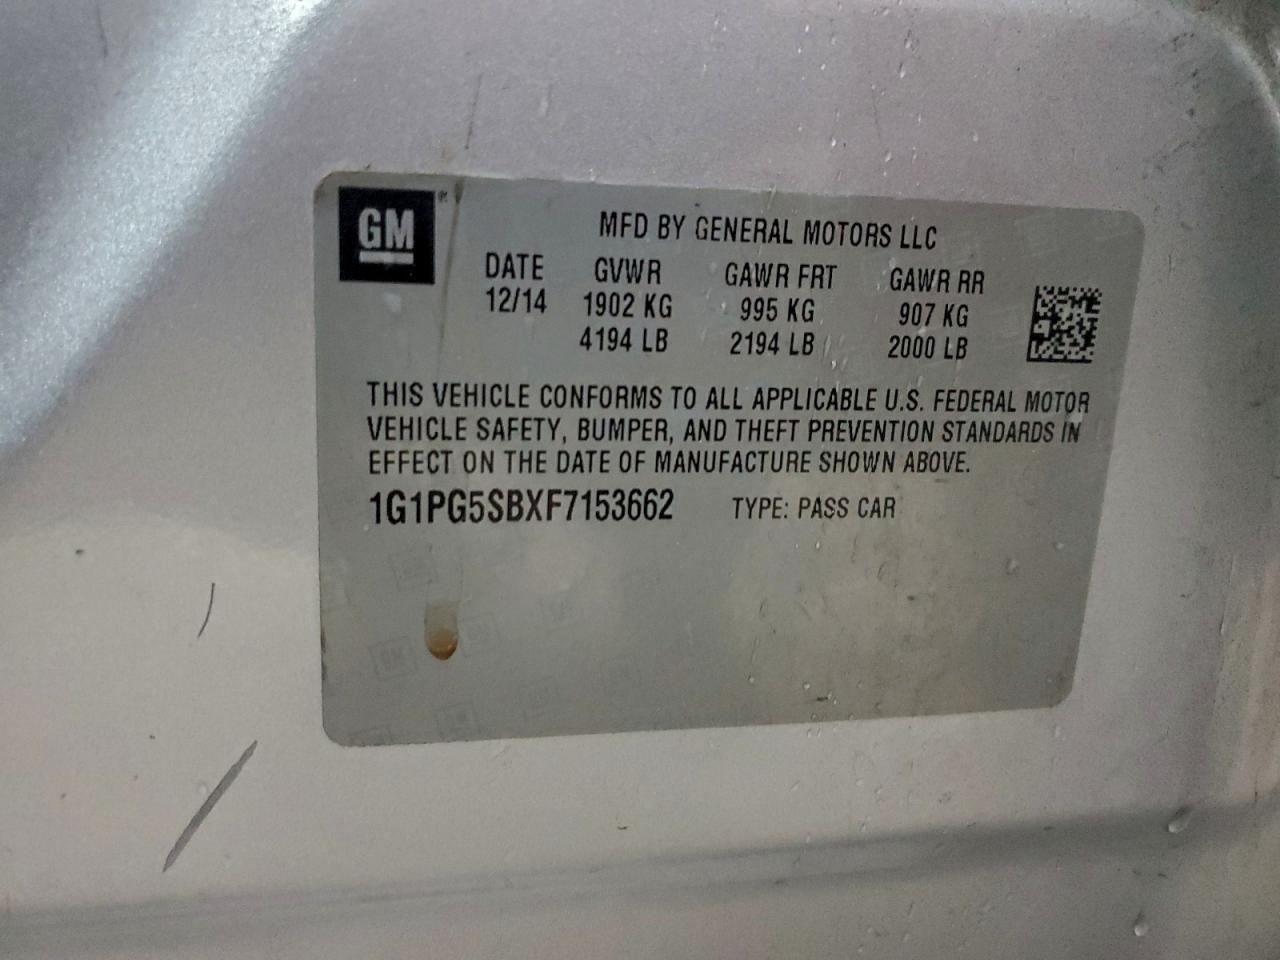 GM
MFD BY GENERAL MOTORS LLC
DATE GVWR GAWR FRT GAWR RR
12/14 1902 KG 995 KG 907 KG
4194 LB 2194 LB 2000 LB
THIS VEHICLE CONFORMS TO ALL APPLICABLE U.S. FEDERAL MOTOR
VEHICLE SAFETY, BUMPER, AND THEFT PREVENTION STANDARDS IN
EFFECT ON THE DATE OF MANUFACTURE SHOWN ABOVE.
1G1PG5SBXF7153662 TYPE: PASS CAR